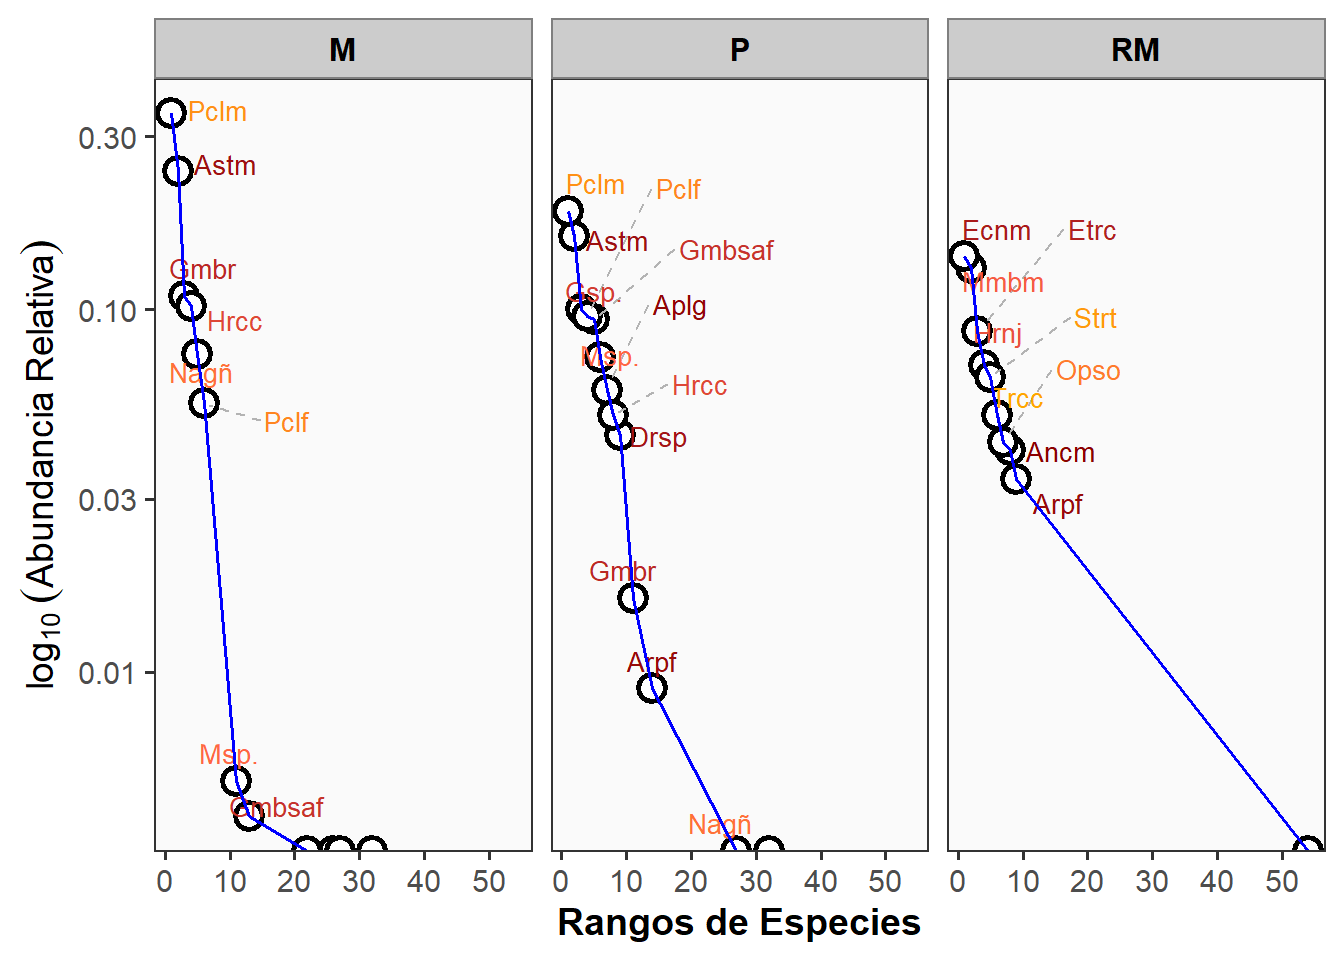 M
P
RM
log10 (Abundancia Relativa)
0.30
0.10
0.03
0.01
Pclm
Astm
Gmbr
Hrcc
Nagñ
Pclf
Msp.
Gmbsaf
Pclm
Pclf
Astm
Gmbsaf
Gsp.
Aplg
Msp.
Hrcc
Drsp
Gmbr
Arpf
Nagñ
Ecnm
Etrc
Mmbm
Strt
Hrnj
Opso
Trcc
Ancm
Arpf
0 10 20 30 40 50
0 10 20 30 40 50
0 10 20 30 40 50
Rangos de Especies